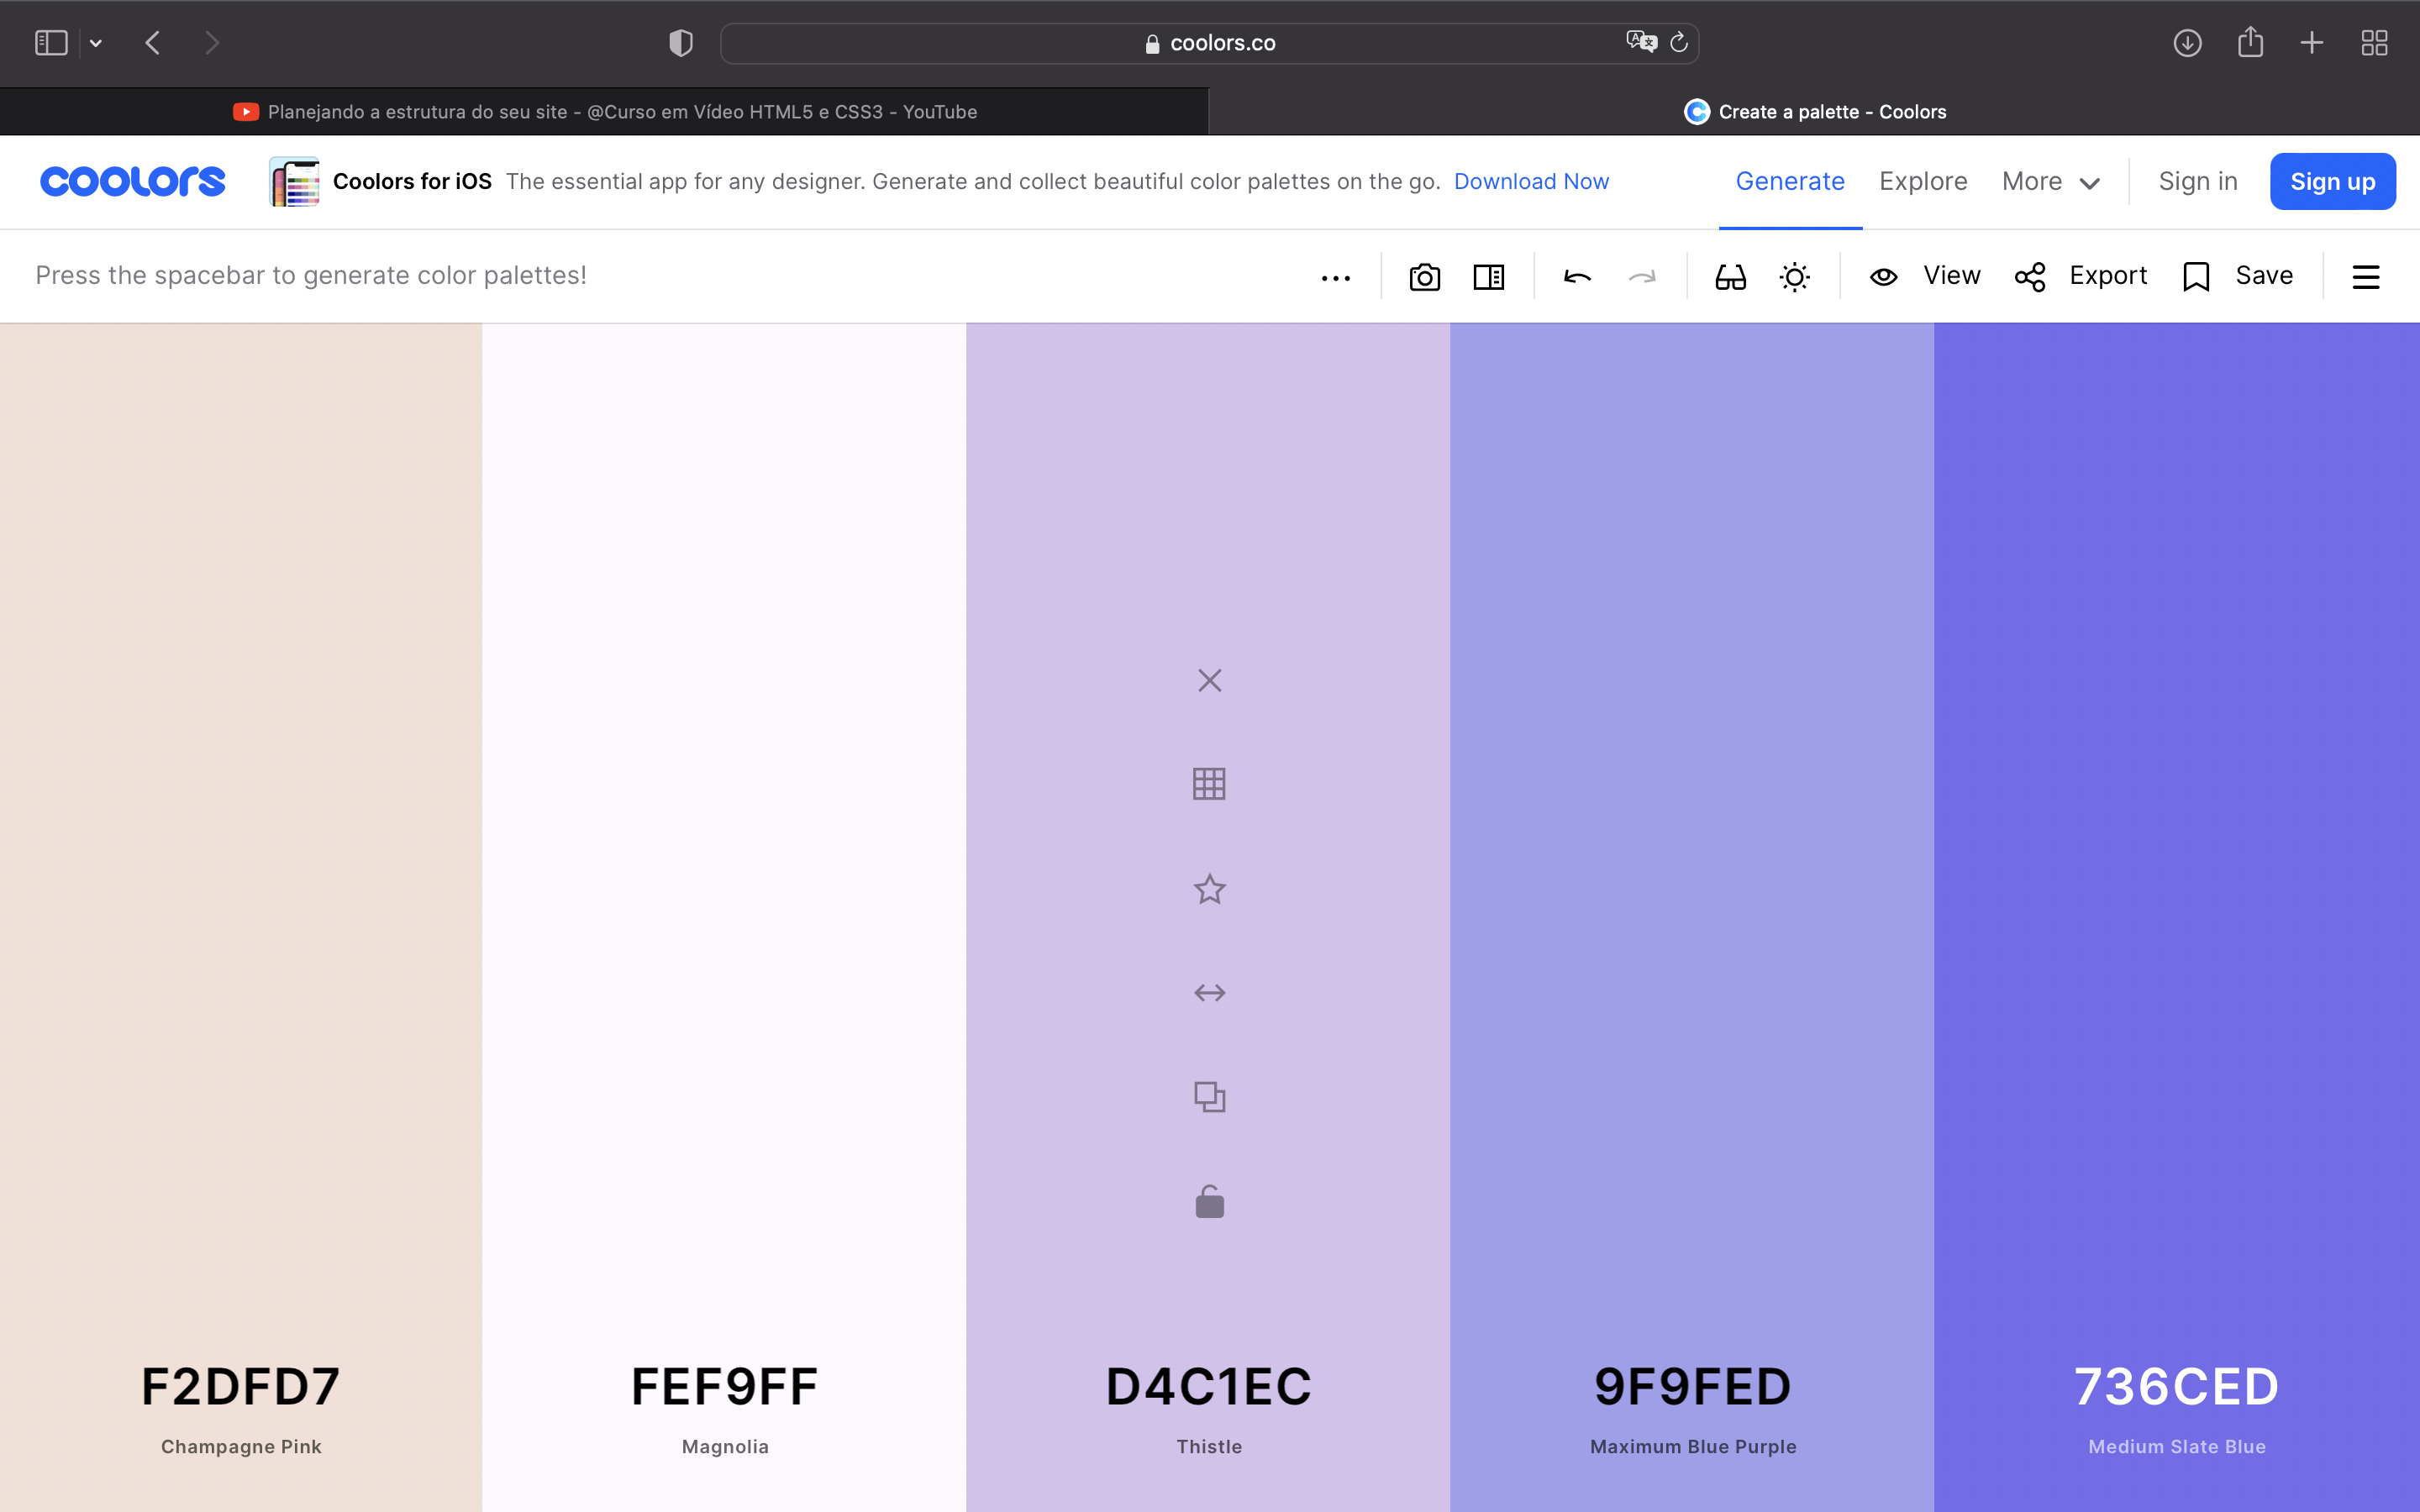 coolors.co
Planejando a estrutura do seu site - @Curso em Vídeo HTML5 e CSS3 - YouTube
Create a palette - Coolors
coolors
Coolors for iOS The essential app for any designer. Generate and collect beautiful color palettes on the go. Download Now
Generate Explore More Sign in Sign up
Press the spacebar to generate color palettes!
View Export Save
F2DFD7
Champagne Pink
FEF9FF
Magnolia
D4C1EC
Thistle
9F9FED
Maximum Blue Purple
736CED
Medium Slate Blue